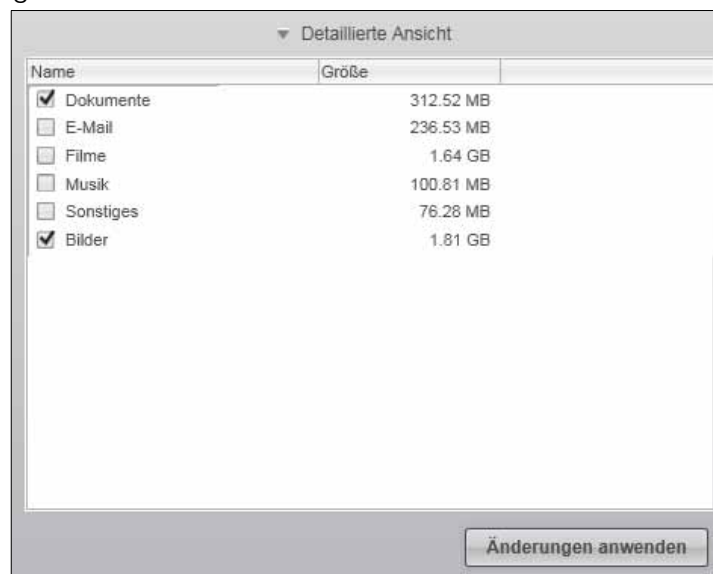 Detaillierte Ansicht
Name Größe
Dokumente 312.52 MB
E-Mail 236.53 MB
Filme 1.64 GB
Musik 100.81 MB
Sonstiges 76.28 MB
Bilder 1.81 GB
Änderungen anwenden